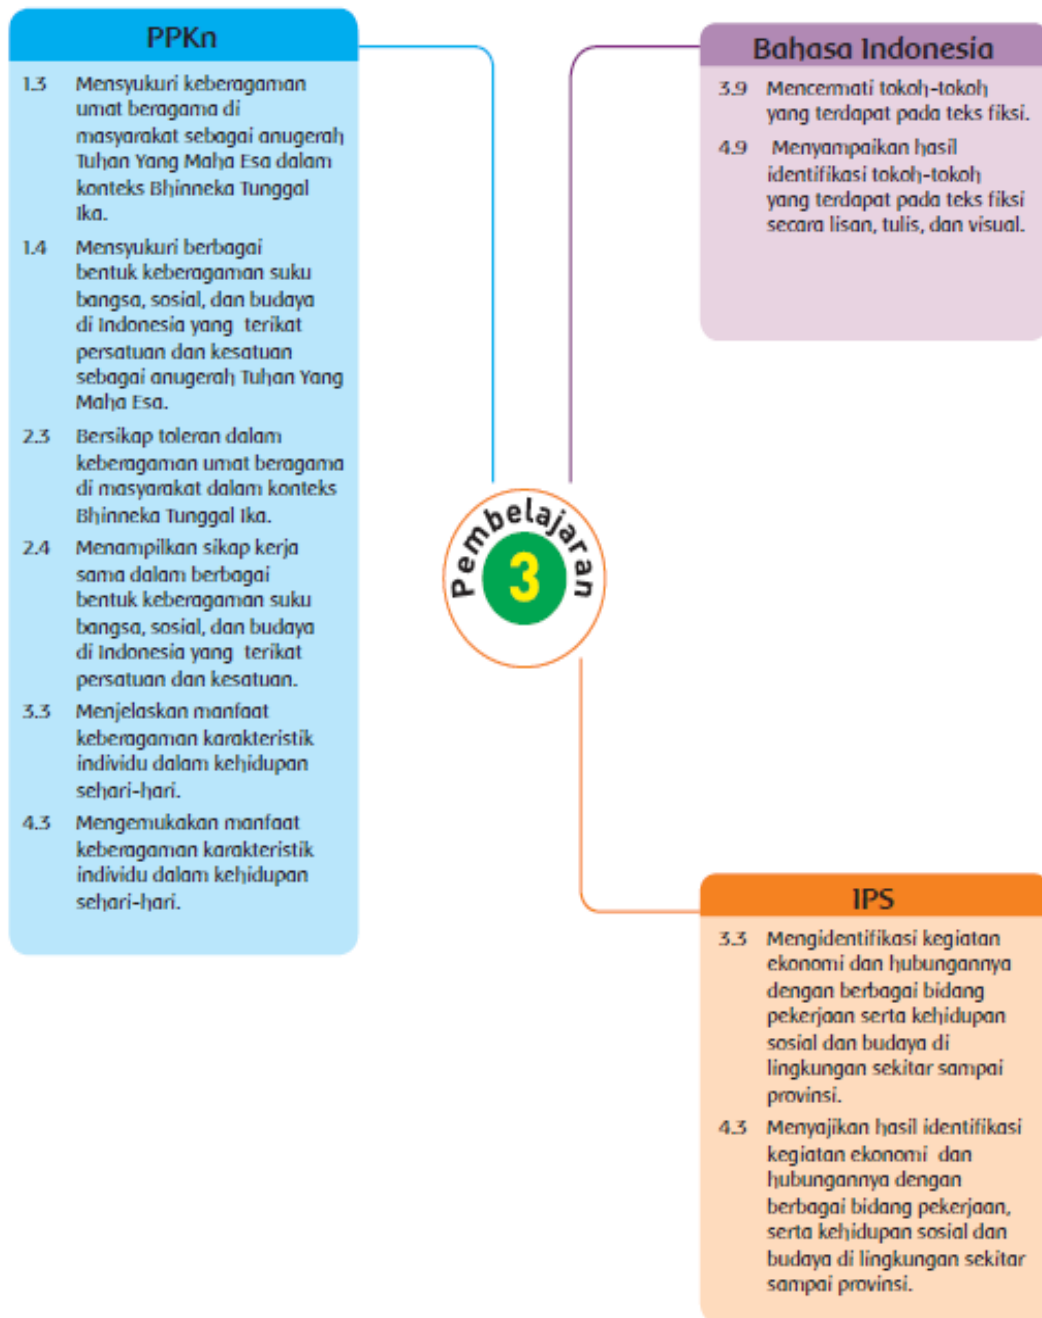 PPKn
1.3 Mensyukuri keberagaman
umat beragama di
masyarakat sebagai anugerah
Tuhan Yang Maha Esa dalam
konteks Bhinneka Tunggal
Ika.
1.4 Mensyukuri berbagai
bentuk keberagaman suku
bangsa, sosial, dan budaya
di Indonesia yang terikat
persatuan dan kesatuan
sebagai anugerah Tuhan Yang
Maha Esa.
2.3 Bersikap toleran dalam
keberagaman umat beragama
di masyarakat dalam konteks
Bhinneka Tunggal Ika.
2.4 Menampilkan sikap kerja
sama dalam berbagai
bentuk keberagaman suku
bangsa, sosial, dan budaya
di Indonesia yang terikat
persatuan dan kesatuan.
3.3 Menjelaskan manfaat
keberagaman karakteristik
individu dalam kehidupan
sehari-hari.
4.3 Mengemukakan manfaat
keberagaman karakteristik
individu dalam kehidupan
sehari-hari.
Bahasa Indonesia
3.9 Mencermati tokoh-tokoh
yang terdapat pada teks fiksi.
4.9 Menyampaikan hasil
identifikasi tokoh-tokoh
yang terdapat pada teks fiksi
secara lisan, tulis, dan visual.
Pembelajaran
3
IPS
3.3 Mengidentifikasi kegiatan
ekonomi dan hubungannya
dengan berbagai bidang
pekerjaan serta kehidupan
sosial dan budaya di
lingkungan sekitar sampai
provinsi.
4.3 Menyajikan hasil identifikasi
kegiatan ekonomi dan
hubungannya dengan
berbagai bidang pekerjaan,
serta kehidupan sosial dan
budaya di lingkungan sekitar
sampai provinsi.